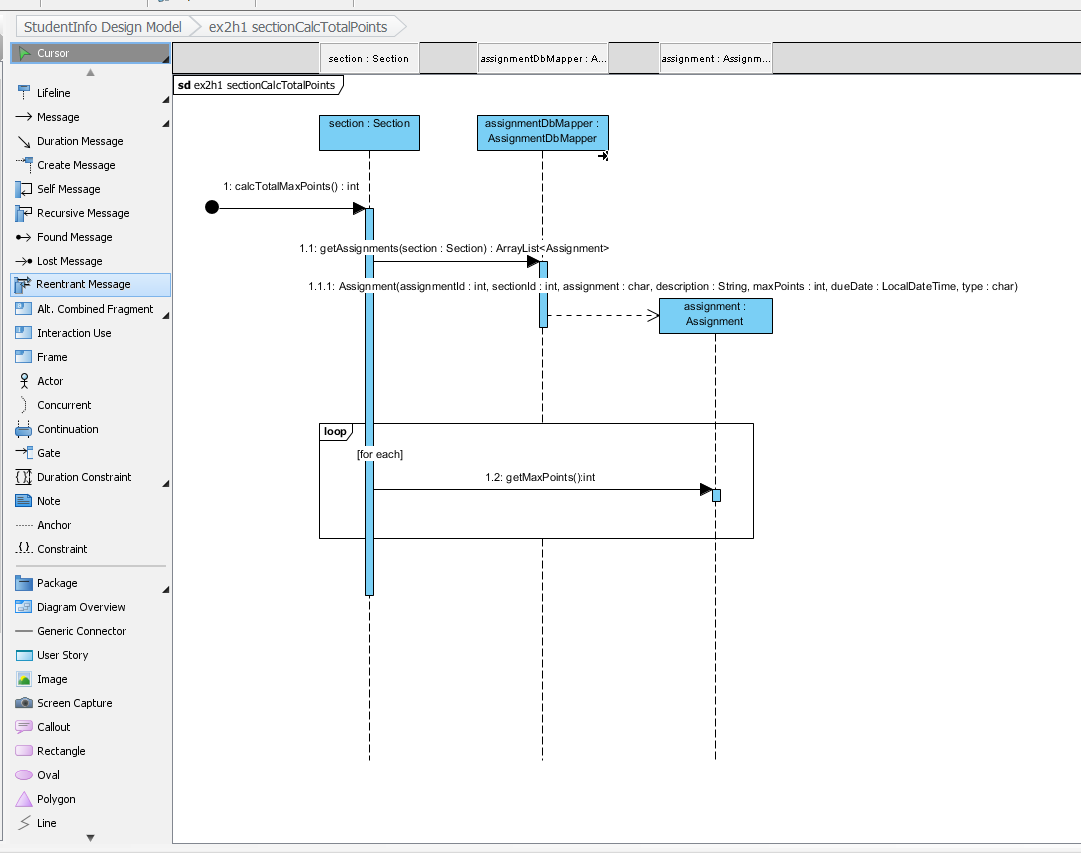 StudentInfo Design Model
ex2h1 sectionCalcTotalPoints
Cursor
Lifeline
Message
Duration Message
Create Message
Self Message
Recursive Message
Found Message
Lost Message
Reentrant Message
Alt. Combined Fragment
Interaction Use
Frame
Actor
Concurrent
Continuation
Gate
Duration Constraint
Note
Anchor
Constraint
Package
Diagram Overview
Generic Connector
User Story
Image
Screen Capture
Callout
Rectangle
Oval
Polygon
Line
section : Section
assignmentDbMapper : A...
assignment : Assignm...
sd ex2h1 sectionCalcTotalPoints
section : Section
assignmentDbMapper :
AssignmentDbMapper
1: calcTotalMaxPoints() : int
1.1: getAssignments(section : Section) : ArrayList<Assignment>
1.1.1: Assignment(assignmentId : int, sectionId : int, assignment : char, description : String, maxPoints : int, dueDate : LocalDateTime, type : char)
assignment :
Assignment
loop
[for each]
1.2: getMaxPoints():int